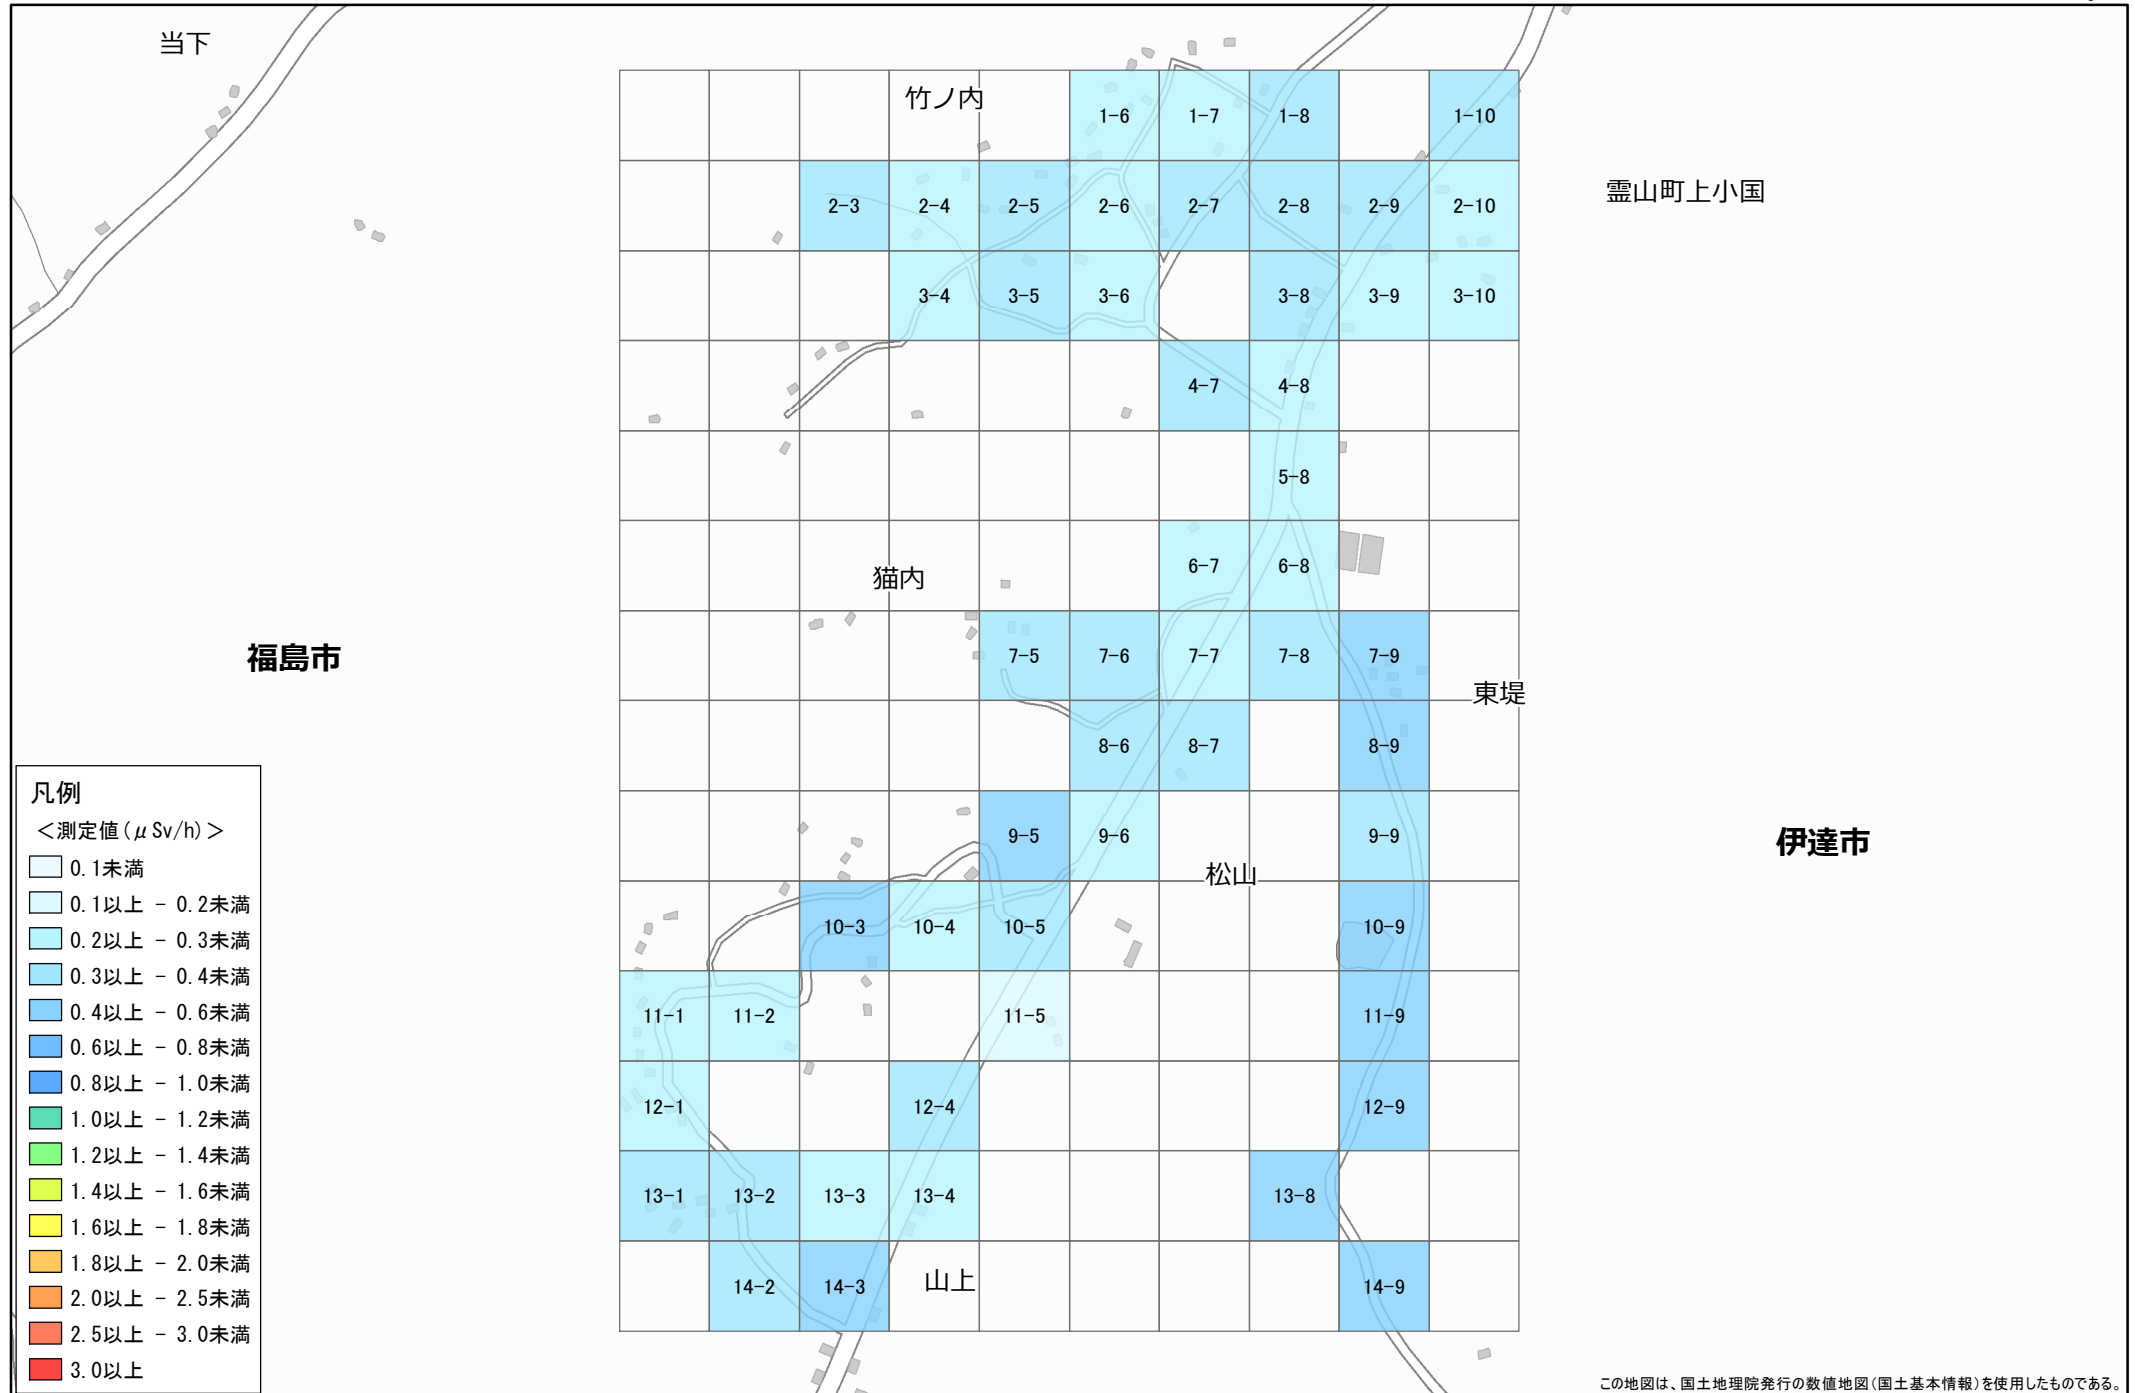 当下
竹ノ内
1-6 1-7 1-8 1-10
霊山町上小国
2-3 2-4 2-5 2-6 2-7 2-8 2-9 2-10
3-4 3-5 3-6 3-8 3-9 3-10
4-7 4-8
5-8
6-7 6-8
猫内
福島市
7-5 7-6 7-7 7-8 7-9
東堤
8-6 8-7 8-9
9-5 9-6 9-9
伊達市
松山
10-3 10-4 10-5 10-9
11-1 11-2 11-5 11-9
12-1 12-4 12-9
13-1 13-2 13-3 13-4 13-8
14-2 14-3 14-9
山上
凡例
＜測定値(μSv/h)＞
0.1未満
0.1以上 - 0.2未満
0.2以上 - 0.3未満
0.3以上 - 0.4未満
0.4以上 - 0.6未満
0.6以上 - 0.8未満
0.8以上 - 1.0未満
1.0以上 - 1.2未満
1.2以上 - 1.4未満
1.4以上 - 1.6未満
1.6以上 - 1.8未満
1.8以上 - 2.0未満
2.0以上 - 2.5未満
2.5以上 - 3.0未満
3.0以上
この地図は、国土地理院発行の数値地図(国土基本情報)を使用したものである。